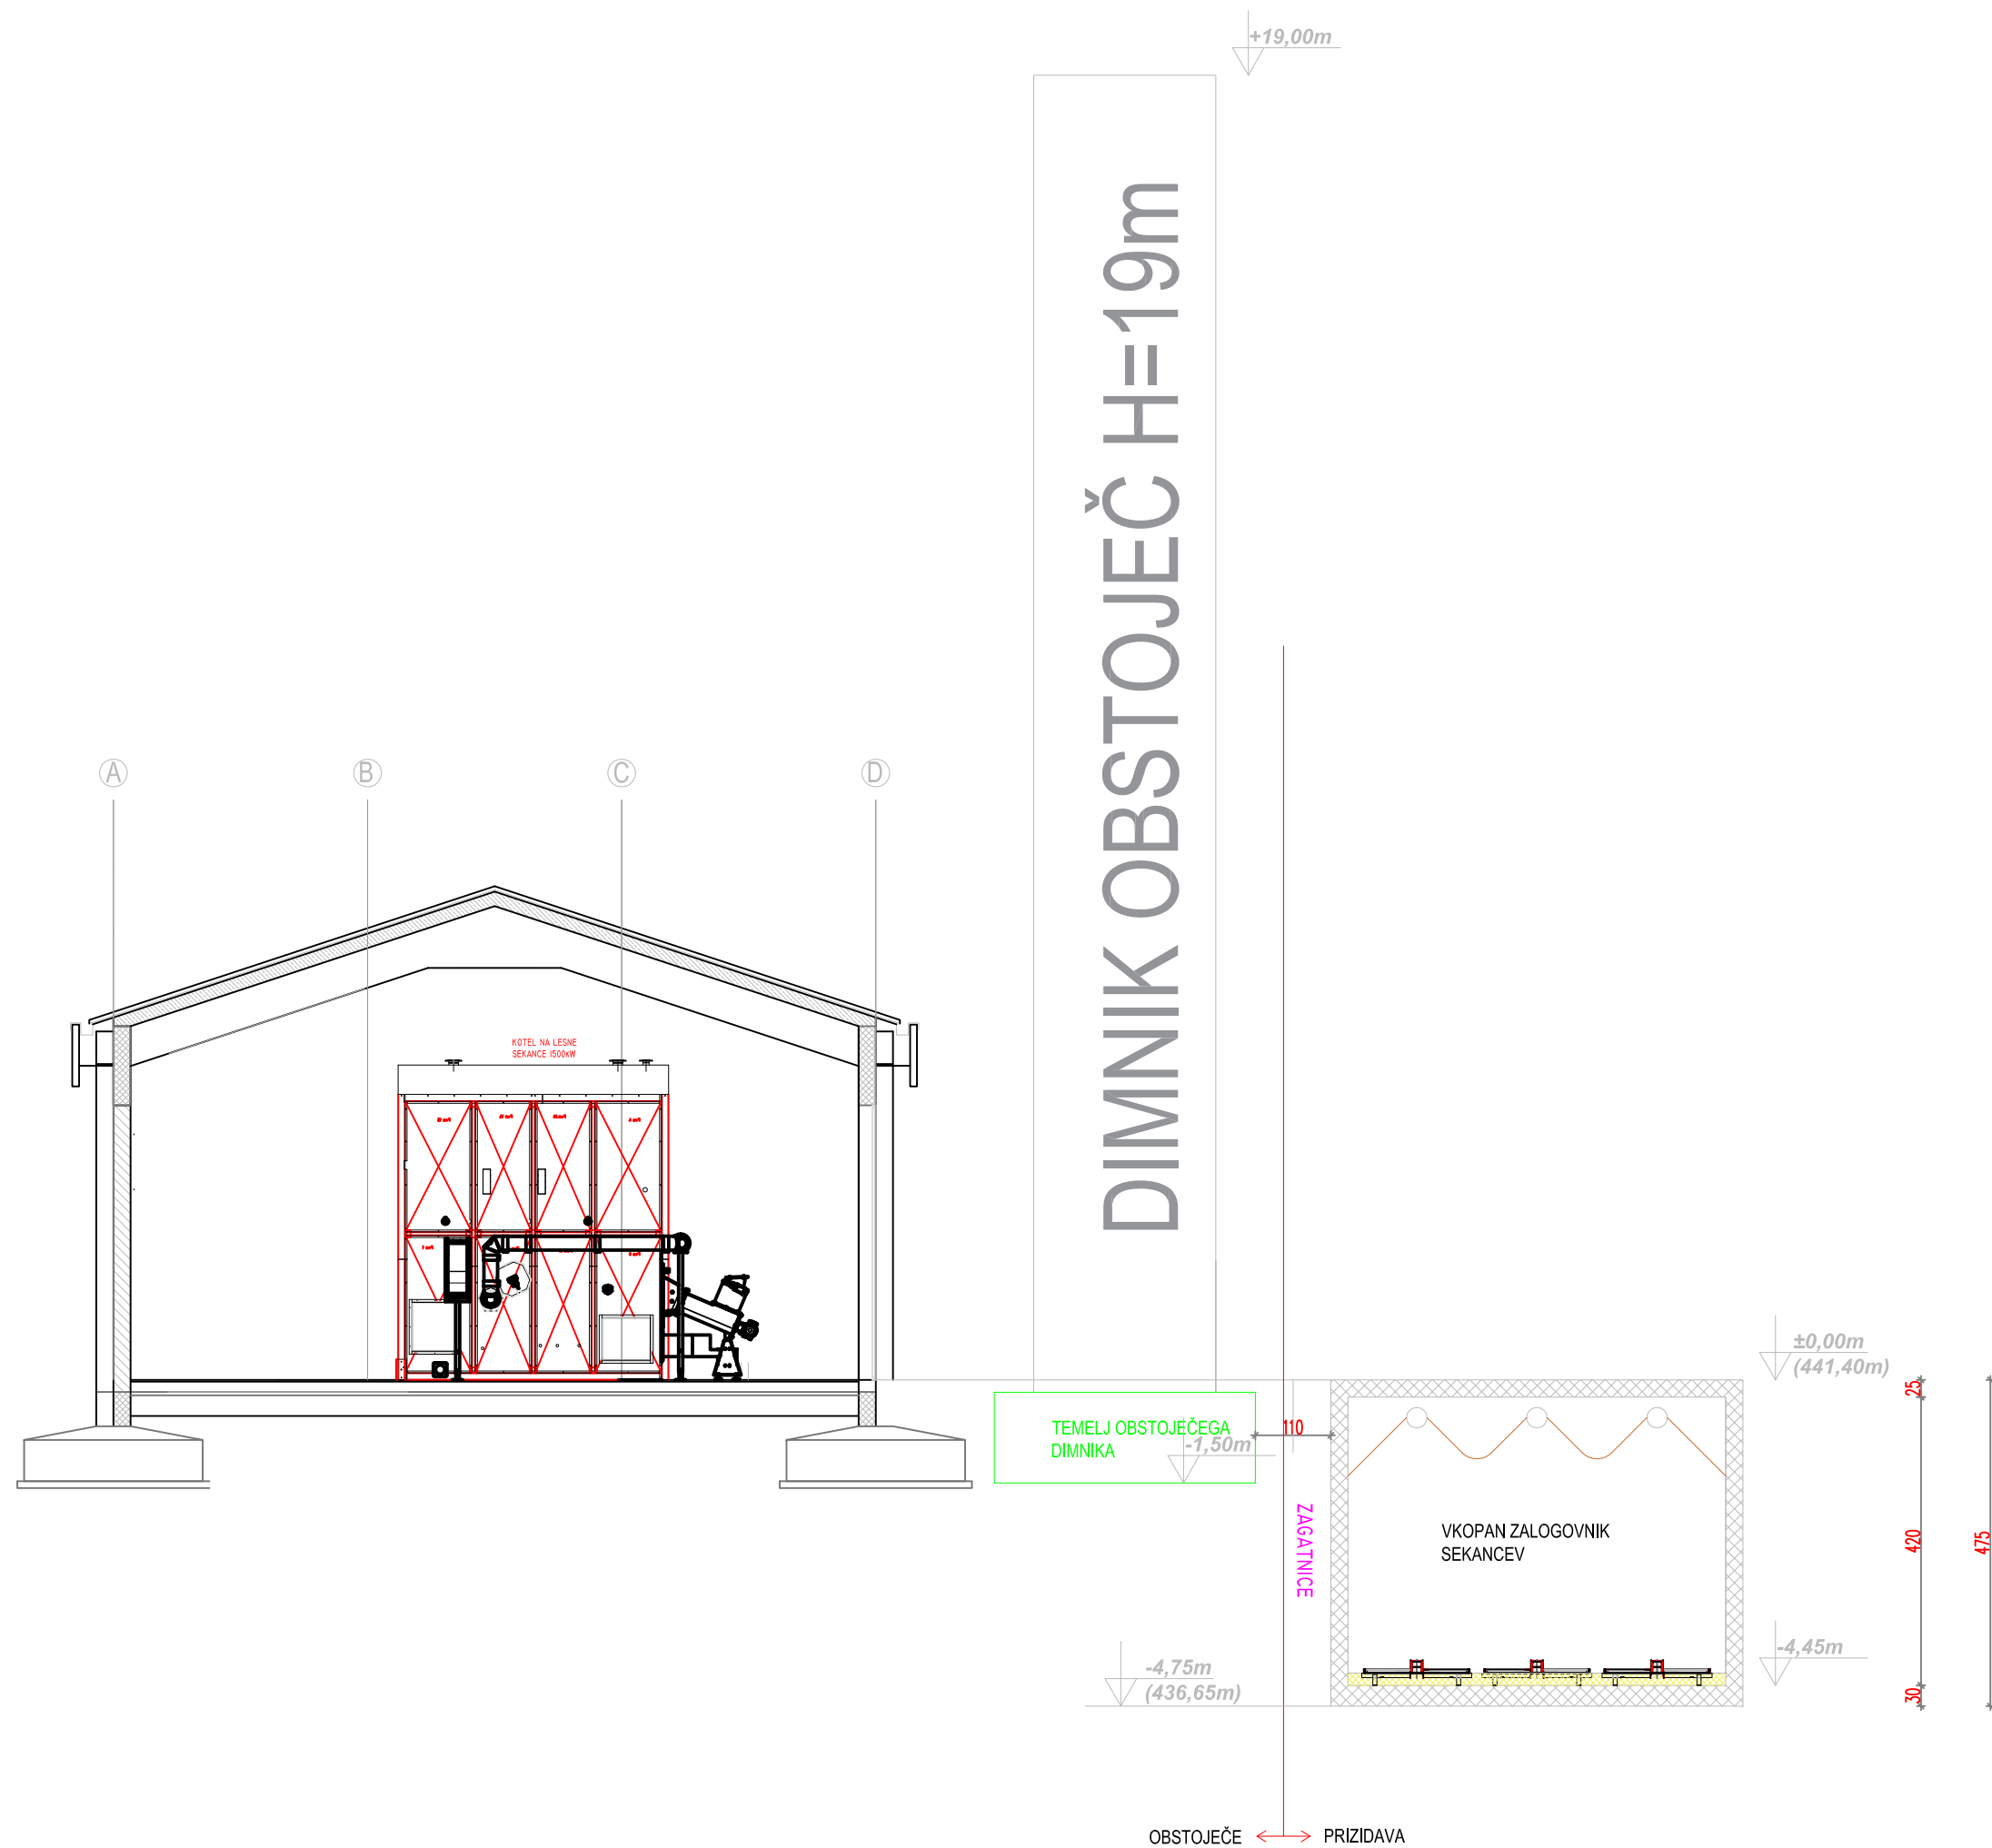 +19,00m
DIMNIK OBSTOJEČ H=19m
A
B
C
D
KOTEL NA LESNE
SEKANCE 1500KW
±0,00m
(441,40m)
25
TEMELJ OBSTOJEČEGA
DIMNIKA
110
-1,50m
ZAGATNICE
VKOPAN ZALOGOVNIK
SEKANCEV
420
475
-4,75m
(436,65m)
-4,45m
30
OBSTOJEČE
PRIZIDAVA